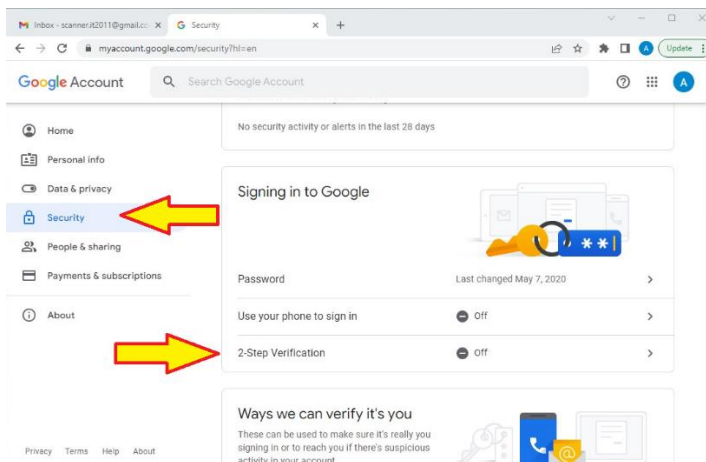 Inbox - scanner.it2011@gmail.co
Security
myaccount.google.com/security?hl=en
Update
Google Account
Search Google Account
A
No security activity or alerts in the last 28 days
Home
Personal info
Data & privacy
Security
People & sharing
Payments & subscriptions
About
Signing in to Google
**
Password
Last changed May 7, 2020
Use your phone to sign in
Off
2-Step Verification
Off
Ways we can verify it's you
These can be used to make sure it's really you
signing in or to reach you if there's suspicious
activity in your account
Privacy Terms Help About